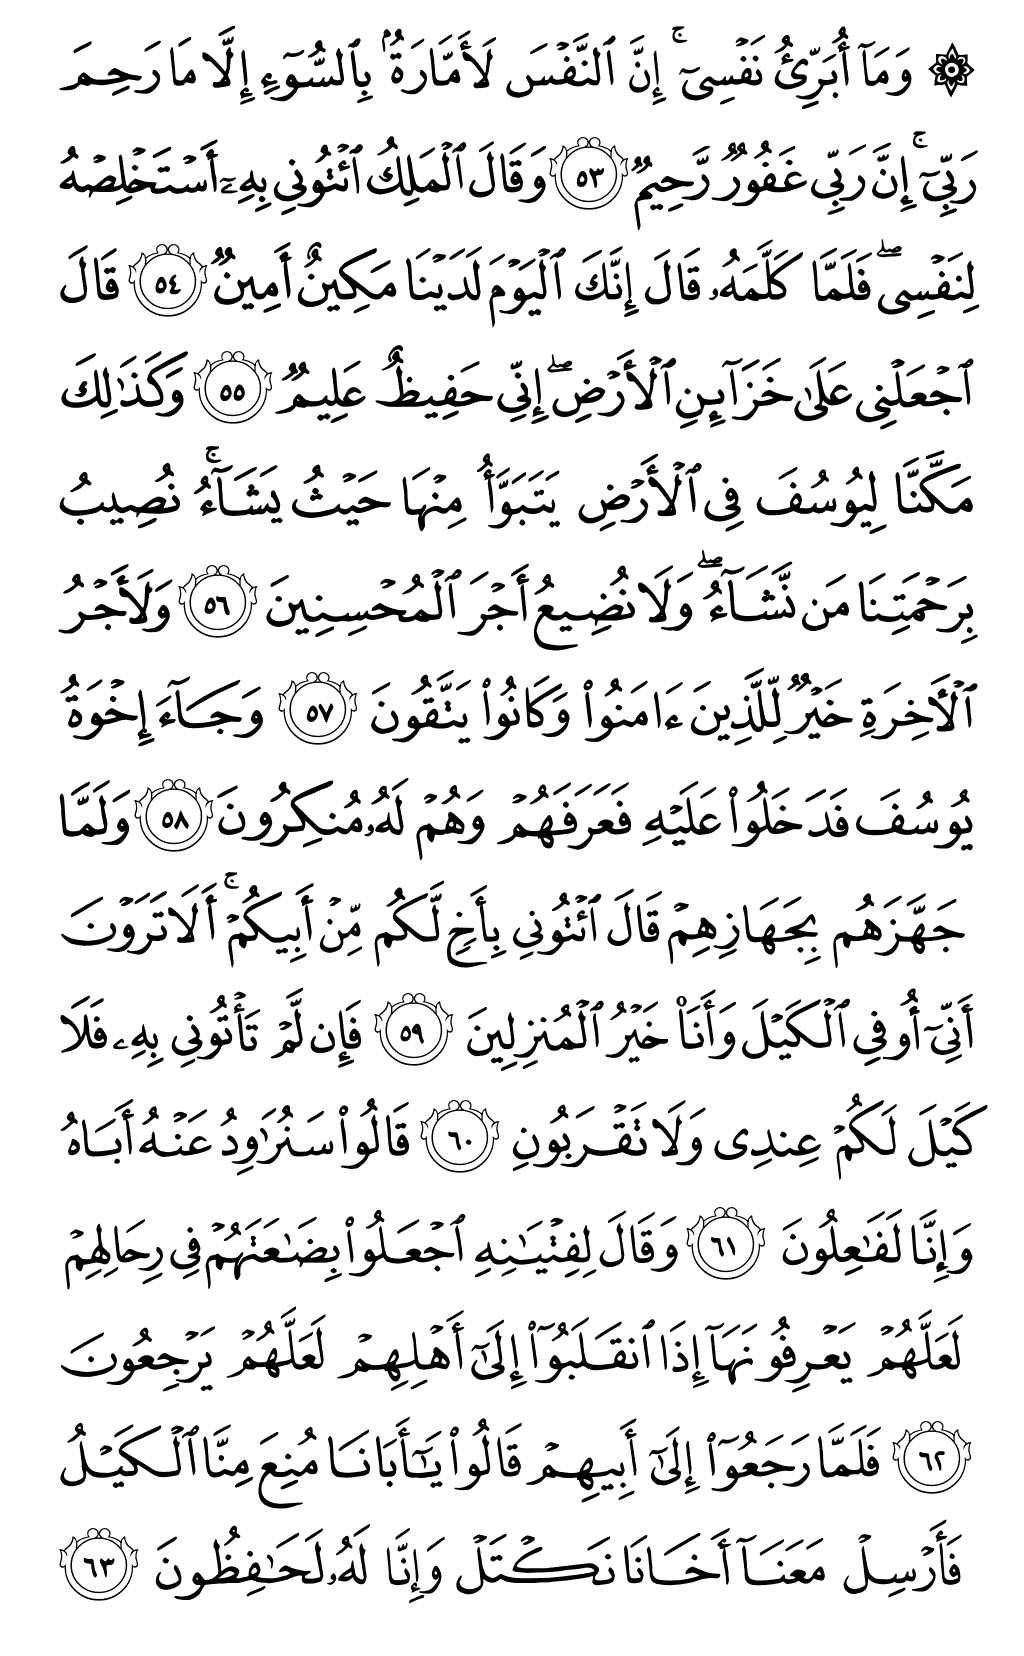 ۞ وَمَآ أُبَرِّئُ نَفۡسِيٓۚ إِنَّ ٱلنَّفۡسَ لَأَمَّارَةُۢ بِٱلسُّوٓءِ إِلَّا مَا رَحِمَ
رَبِّيٓۚ إِنَّ رَبِّي غَفُورٞ رَّحِيمٞ ٥٣ وَقَالَ ٱلۡمَلِكُ ٱئۡتُونِي بِهِۦٓ أَسۡتَخۡلِصۡهُ
لِنَفۡسِيۖ فَلَمَّا كَلَّمَهُۥ قَالَ إِنَّكَ ٱلۡيَوۡمَ لَدَيۡنَا مَكِينٌ أَمِينٞ ٥٤ قَالَ
ٱجۡعَلۡنِي عَلَىٰ خَزَآئِنِ ٱلۡأَرۡضِۖ إِنِّي حَفِيظٌ عَلِيمٞ ٥٥ وَكَذَٰلِكَ
مَكَّنَّا لِيُوسُفَ فِي ٱلۡأَرۡضِ يَتَبَوَّأُ مِنۡهَا حَيۡثُ يَشَآءُۚ نُصِيبُ
بِرَحۡمَتِنَا مَن نَّشَآءُۖ وَلَا نُضِيعُ أَجۡرَ ٱلۡمُحۡسِنِينَ ٥٦ وَلَأَجۡرُ
ٱلۡأٓخِرَةِ خَيۡرٞ لِّلَّذِينَ ءَامَنُواْ وَكَانُواْ يَتَّقُونَ ٥٧ وَجَآءَ إِخۡوَةُ
يُوسُفَ فَدَخَلُواْ عَلَيۡهِ فَعَرَفَهُمۡ وَهُمۡ لَهُۥ مُنكِرُونَ ٥٨ وَلَمَّا
جَهَّزَهُم بِجَهَازِهِمۡ قَالَ ٱئۡتُونِي بِأَخٖ لَّكُم مِّنۡ أَبِيكُمۡۚ أَلَا تَرَوۡنَ
أَنِّيٓ أُوفِي ٱلۡكَيۡلَ وَأَنَا۠ خَيۡرُ ٱلۡمُنزِلِينَ ٥٩ فَإِن لَّمۡ تَأۡتُونِي بِهِۦ فَلَا
كَيۡلَ لَكُمۡ عِندِي وَلَا تَقۡرَبُونِ ٦٠ قَالُواْ سَنُرَٰوِدُ عَنۡهُ أَبَاهُ
وَإِنَّا لَفَٰعِلُونَ ٦١ وَقَالَ لِفِتۡيَٰنِهِ ٱجۡعَلُواْ بِضَٰعَتَهُمۡ فِي رِحَالِهِمۡ
لَعَلَّهُمۡ يَعۡرِفُونَهَآ إِذَا ٱنقَلَبُوٓاْ إِلَىٰٓ أَهۡلِهِمۡ لَعَلَّهُمۡ يَرۡجِعُونَ
٦٢ فَلَمَّا رَجَعُوٓاْ إِلَىٰٓ أَبِيهِمۡ قَالُواْ يَٰٓأَبَانَا مُنِعَ مِنَّا ٱلۡكَيۡلُ
فَأَرۡسِلۡ مَعَنَآ أَخَانَا نَكۡتَلۡ وَإِنَّا لَهُۥ لَحَٰفِظُونَ ٦٣